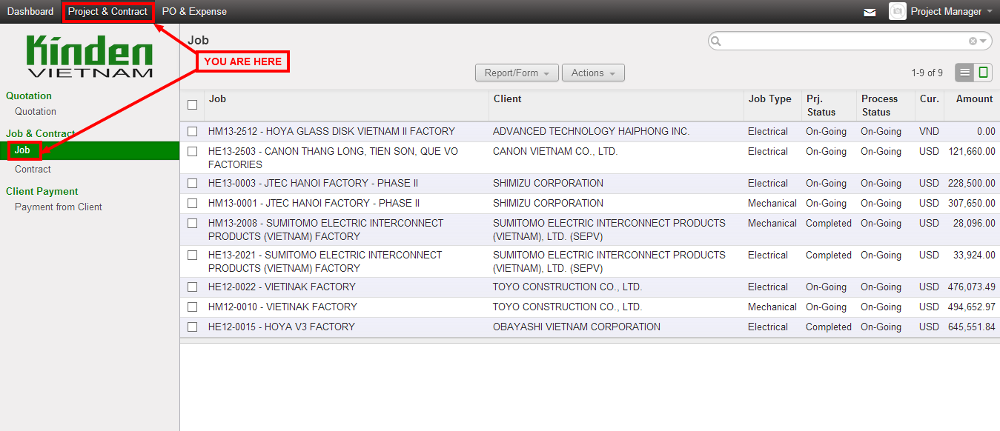 Dashboard Project & Contract PO & Expense Project Manager
Kinden
VIETNAM
Job
YOU ARE HERE
Report/Form Actions 1-9 of 9
Quotation
Quotation
Job & Contract
Job
Contract
Client Payment
Payment from Client
Job Client Job Type Prj. Status Process Status Cur. Amount
HM13-2512 - HOYA GLASS DISK VIETNAM II FACTORY ADVANCED TECHNOLOGY HAIPHONG INC. Electrical On-Going On-Going VND 0.00
HE13-2503 - CANON THANG LONG, TIEN SON, QUE VO CANON VIETNAM CO., LTD. Electrical On-Going On-Going USD 121,660.00
FACTORIES
HE13-0003 - JTEC HANOI FACTORY - PHASE II SHIMIZU CORPORATION Electrical On-Going On-Going USD 228,500.00
HM13-0001 - JTEC HANOI FACTORY - PHASE II SHIMIZU CORPORATION Mechanical On-Going On-Going USD 307,650.00
HM13-2008 - SUMITOMO ELECTRIC INTERCONNECT SUMITOMO ELECTRIC INTERCONNECT PRODUCTS Mechanical Completed On-Going USD 28,096.00
PRODUCTS (VIETNAM) FACTORY (VIETNAM), LTD. (SEPV)
HE13-2021 - SUMITOMO ELECTRIC INTERCONNECT SUMITOMO ELECTRIC INTERCONNECT PRODUCTS Electrical Completed On-Going USD 33,924.00
PRODUCTS (VIETNAM) FACTORY (VIETNAM), LTD. (SEPV)
HE12-0022 - VIETINAK FACTORY TOYO CONSTRUCTION CO., LTD. Electrical On-Going On-Going USD 476,073.49
HM12-0010 - VIETINAK FACTORY TOYO CONSTRUCTION CO., LTD. Mechanical On-Going On-Going USD 494,652.97
HE12-0015 - HOYA V3 FACTORY OBAYASHI VIETNAM CORPORATION Electrical Completed On-Going USD 645,551.84